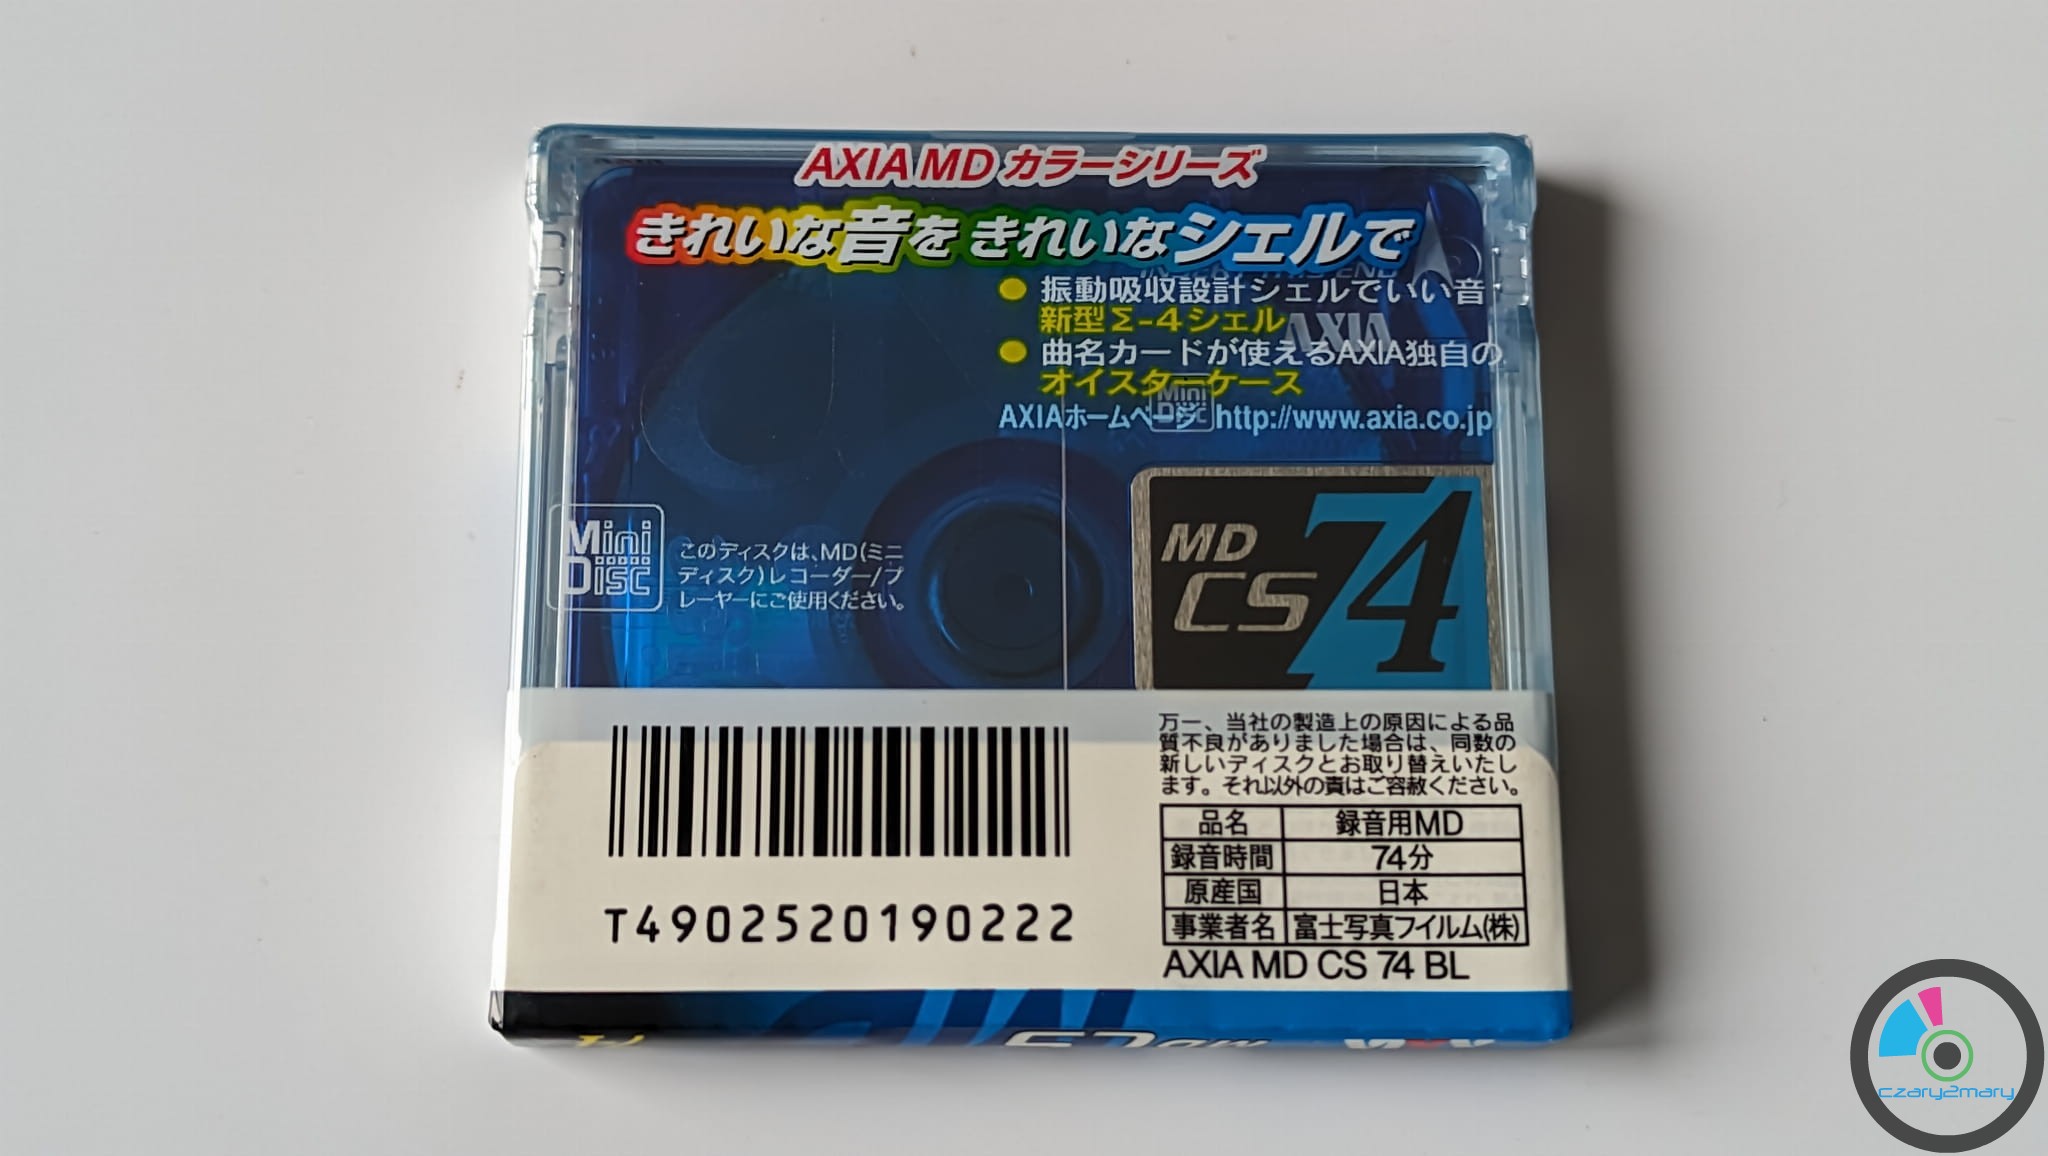 AXIA MD カラーシリーズ
きれいな音をきれいなシェルで
● 振動吸収設計シェルでいい音
新型Σ-4シェル
AXIA
● 曲名カードが使えるAXIA独自の
オイスターケース
Mini Disc
AXIAホームページ http://www.axia.co.jp
Mini
Disc
このディスクは、MD(ミニ
ディスク)レコーダー/プ
レーヤーにご使用ください。
MD
CS
74
万一、当社の製造上の原因による品
質不良がありました場合は、同数の
新しいディスクとお取り替えいたし
ます。それ以外の責はご容赦ください。
T4902520190222
品名 録音用MD
録音時間 74分
原産国 日本
事業者名 富士写真フイルム(株)
AXIA MD CS 74 BL
czary2mary